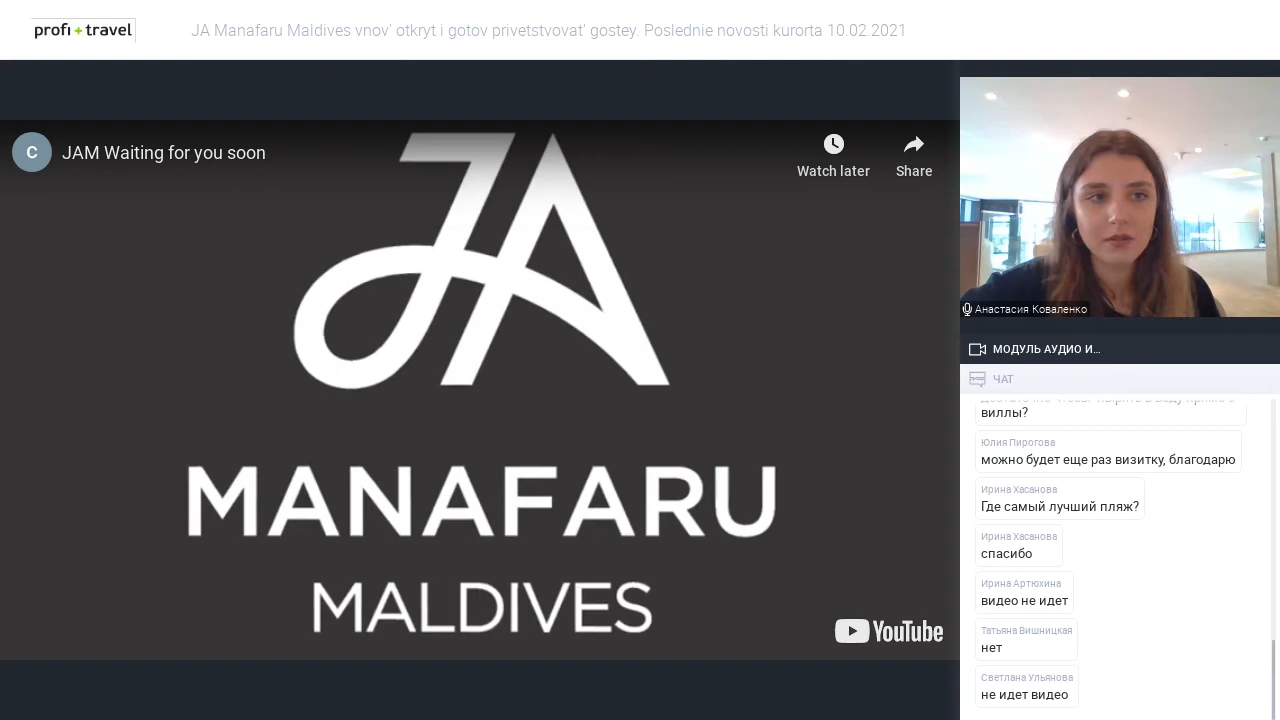 profi + travel
JA Manafaru Maldives vnov' otkryt i gotov privetstvovat' gostey. Poslednie novosti kurorta 10.02.2021
C
JAM Waiting for you soon
Watch later
Share
JA
MANAFARU
MALDIVES
YouTube
Анастасия Коваленко
МОДУЛЬ АУДИО И...
ЧАТ
виллы?
Юлия Пирогова
можно будет еще раз визитку, благодарю
Ирина Хасанова
Где самый лучший пляж?
Ирина Хасанова
спасибо
Ирина Артюхина
видео не идет
Татьяна Вишницкая
нет
Светлана Ульянова
не идет видео